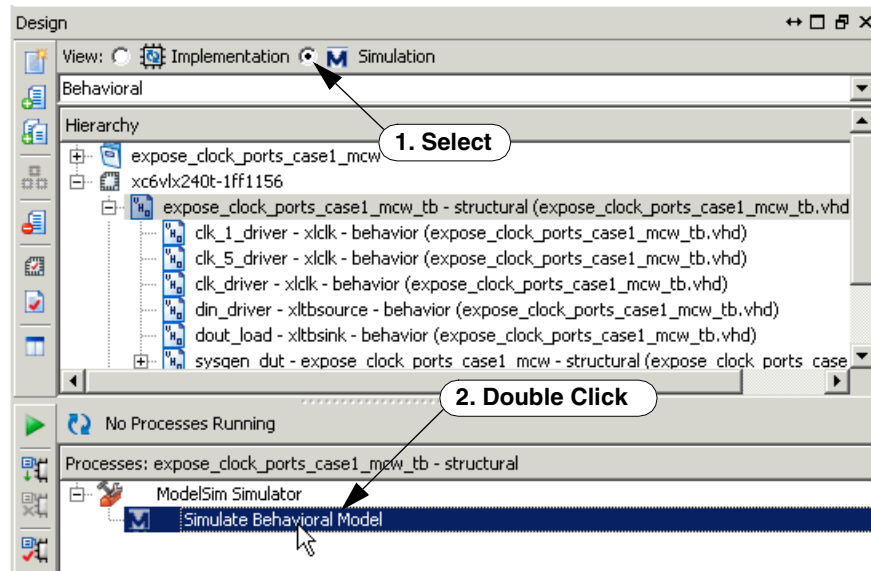 Design
View: Implementation Simulation
Behavioral
1. Select
Hierarchy
expose_clock_ports_case1_mcw
xc6vlx240t-1ff1156
expose_clock_ports_case1_mcw_tb - structural (expose_clock_ports_case1_mcw_tb.vhd
clk_1_driver - xlclk - behavior (expose_clock_ports_case1_mcw_tb.vhd)
clk_5_driver - xlclk - behavior (expose_clock_ports_case1_mcw_tb.vhd)
clk_driver - xlclk - behavior (expose_clock_ports_case1_mcw_tb.vhd)
din_driver - xltbsource - behavior (expose_clock_ports_case1_mcw_tb.vhd)
dout_load - xltbsink - behavior (expose_clock_ports_case1_mcw_tb.vhd)
sysgen_dut - expose_clock_ports_case1_mcw - structural (expose_clock_ports_case
2. Double Click
No Processes Running
Processes: expose_clock_ports_case1_mcw_tb - structural
ModelSim Simulator
Simulate Behavioral Model